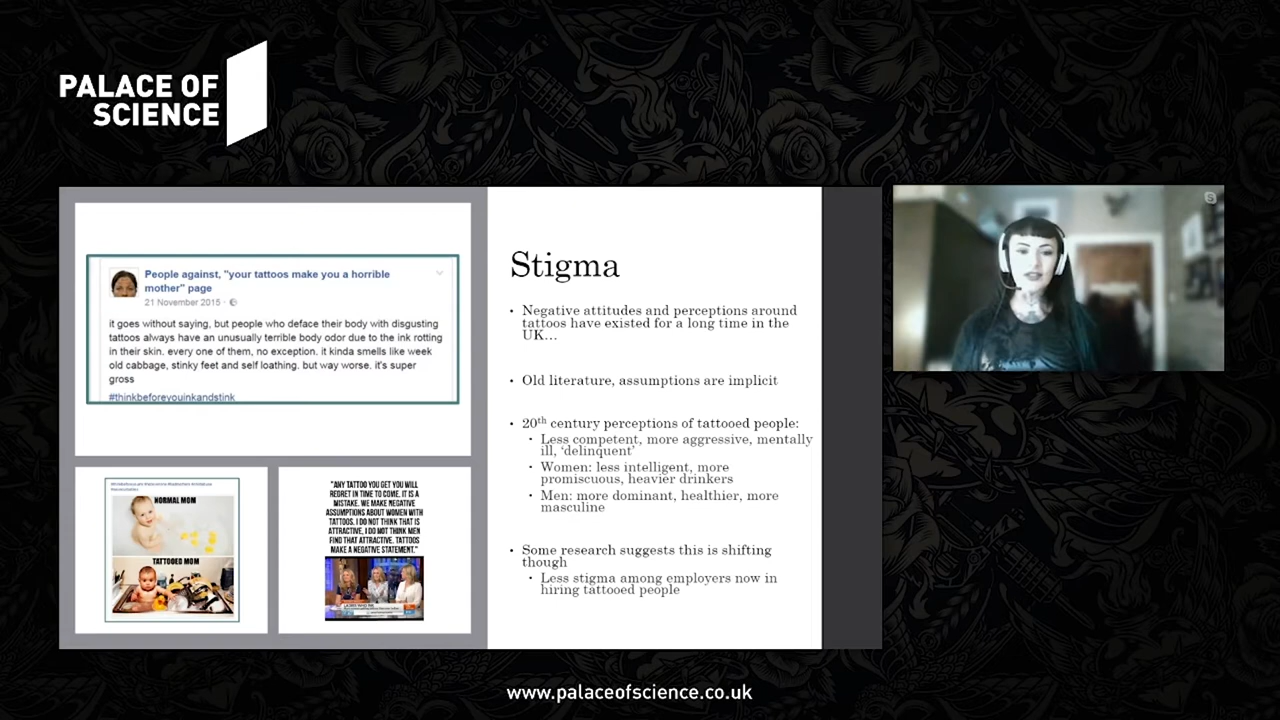 PALACE OF
SCIENCE
People against, "your tattoos make you a horrible
mother" page
21 November 2015
it goes without saying, but people who deface their body with disgusting
tattoos always have an unusually terrible body odor due to the ink rotting
in their skin. every one of them, no exception. it kinda smells like week
old cabbage, stinky feet and self loathing. but way worse. it's super
gross
#thinkbeforeyouinkandstink
NORMAL MOM
TATTOOED MOM
"ANY TATTOO YOU GET YOU WILL
REGRET IN TIME TO COME. IT IS A
MISTAKE. WE MAKE NEGATIVE
ASSUMPTIONS ABOUT WOMEN WITH
TATTOOS. I DO NOT THINK THAT IS
ATTRACTIVE, I DO NOT THINK MEN
FIND THAT ATTRACTIVE. TATTOOS
MAKE A NEGATIVE STATEMENT."
Stigma
• Negative attitudes and perceptions around
tattoos have existed for a long time in the
UK…
• Old literature, assumptions are implicit
• 20th century perceptions of tattooed people:
• Less competent, more aggressive, mentally
ill, 'delinquent'
• Women: less intelligent, more
promiscuous, heavier drinkers
• Men: more dominant, healthier, more
masculine
• Some research suggests this is shifting
though
• Less stigma among employers now in
hiring tattooed people
www.palaceofscience.co.uk